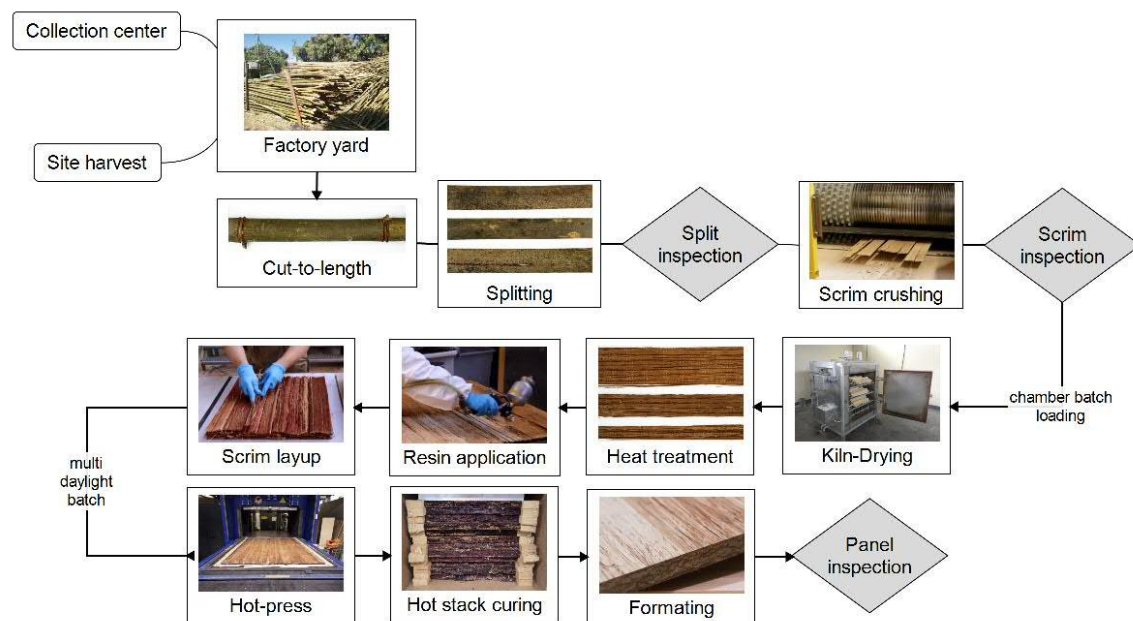 Collection center
Factory yard
Site harvest
Cut-to-length
Splitting
Split
inspection
Scrim crushing
Scrim
inspection
chamber batch
loading
Scrim layup
Resin application
Heat treatment
Kiln-Drying
multi
daylight
batch
Hot-press
Hot stack curing
Formating
Panel
inspection